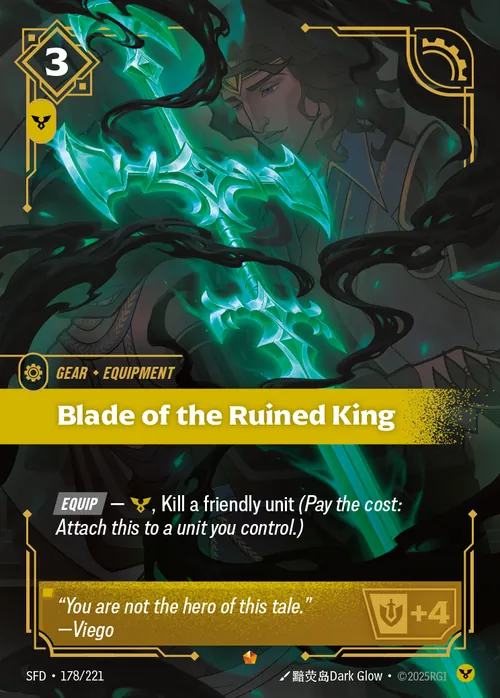 3
GEAR • EQUIPMENT
Blade of the Ruined King
EQUIP — , Kill a friendly unit (Pay the cost:
Attach this to a unit you control.)
“You are not the hero of this tale.”
—Viego
+4
SFD • 178/221
黯荧岛Dark Glow • ©2025RGI